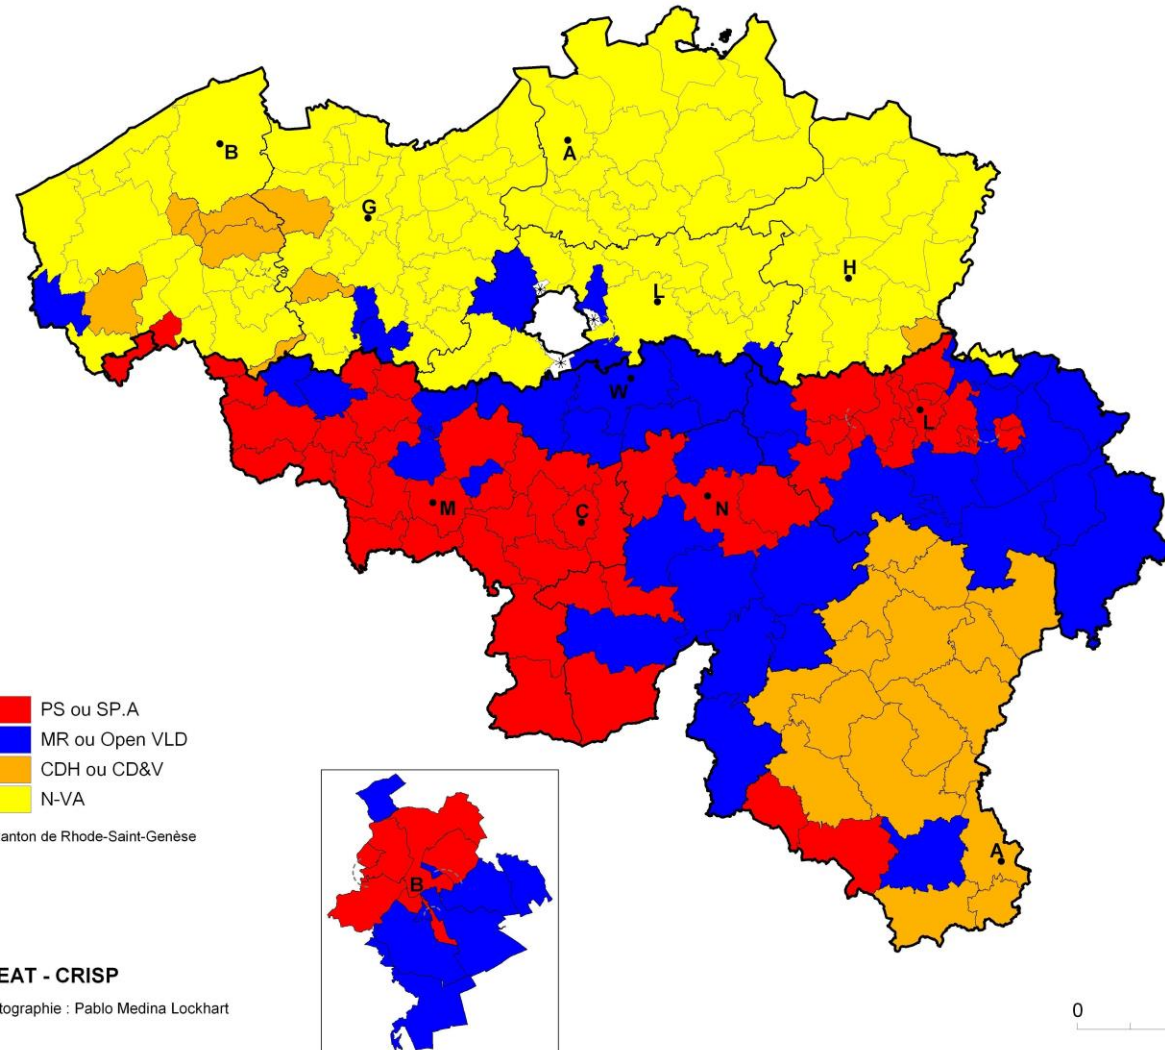 B
A
G
H
L
W
L
M
N
C
PS ou SP.A
MR ou Open VLD
CDH ou CD&V
N-VA
anton de Rhode-Saint-Genèse
A
B
EAT - CRISP
tographie : Pablo Medina Lockhart
0